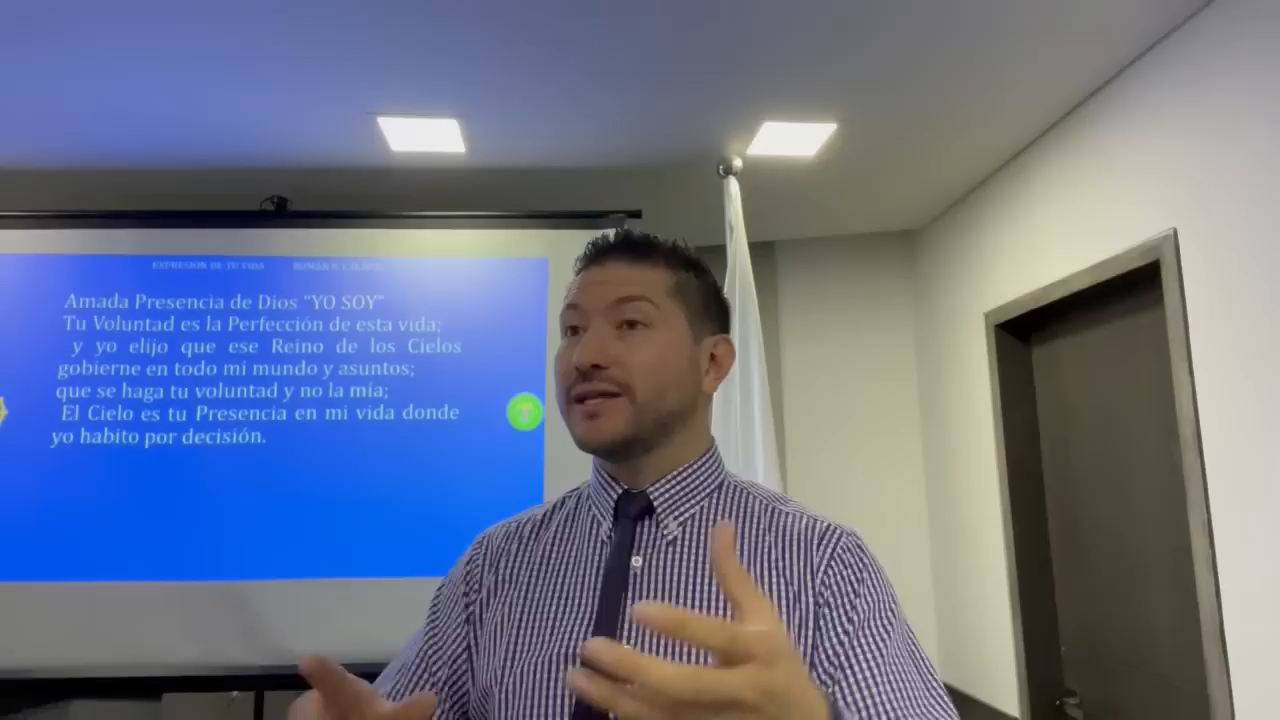 EXPRESIÓN DE TU VIDA
Amada Presencia de Dios "YO SOY"
Tu Voluntad es la Perfección de esta vida;
y yo elijo que ese Reino de los Cielos
gobierne en todo mi mundo y asuntos;
que se haga tu voluntad y no la mía;
El Cielo es tu Presencia en mi vida donde
yo habito por decisión.